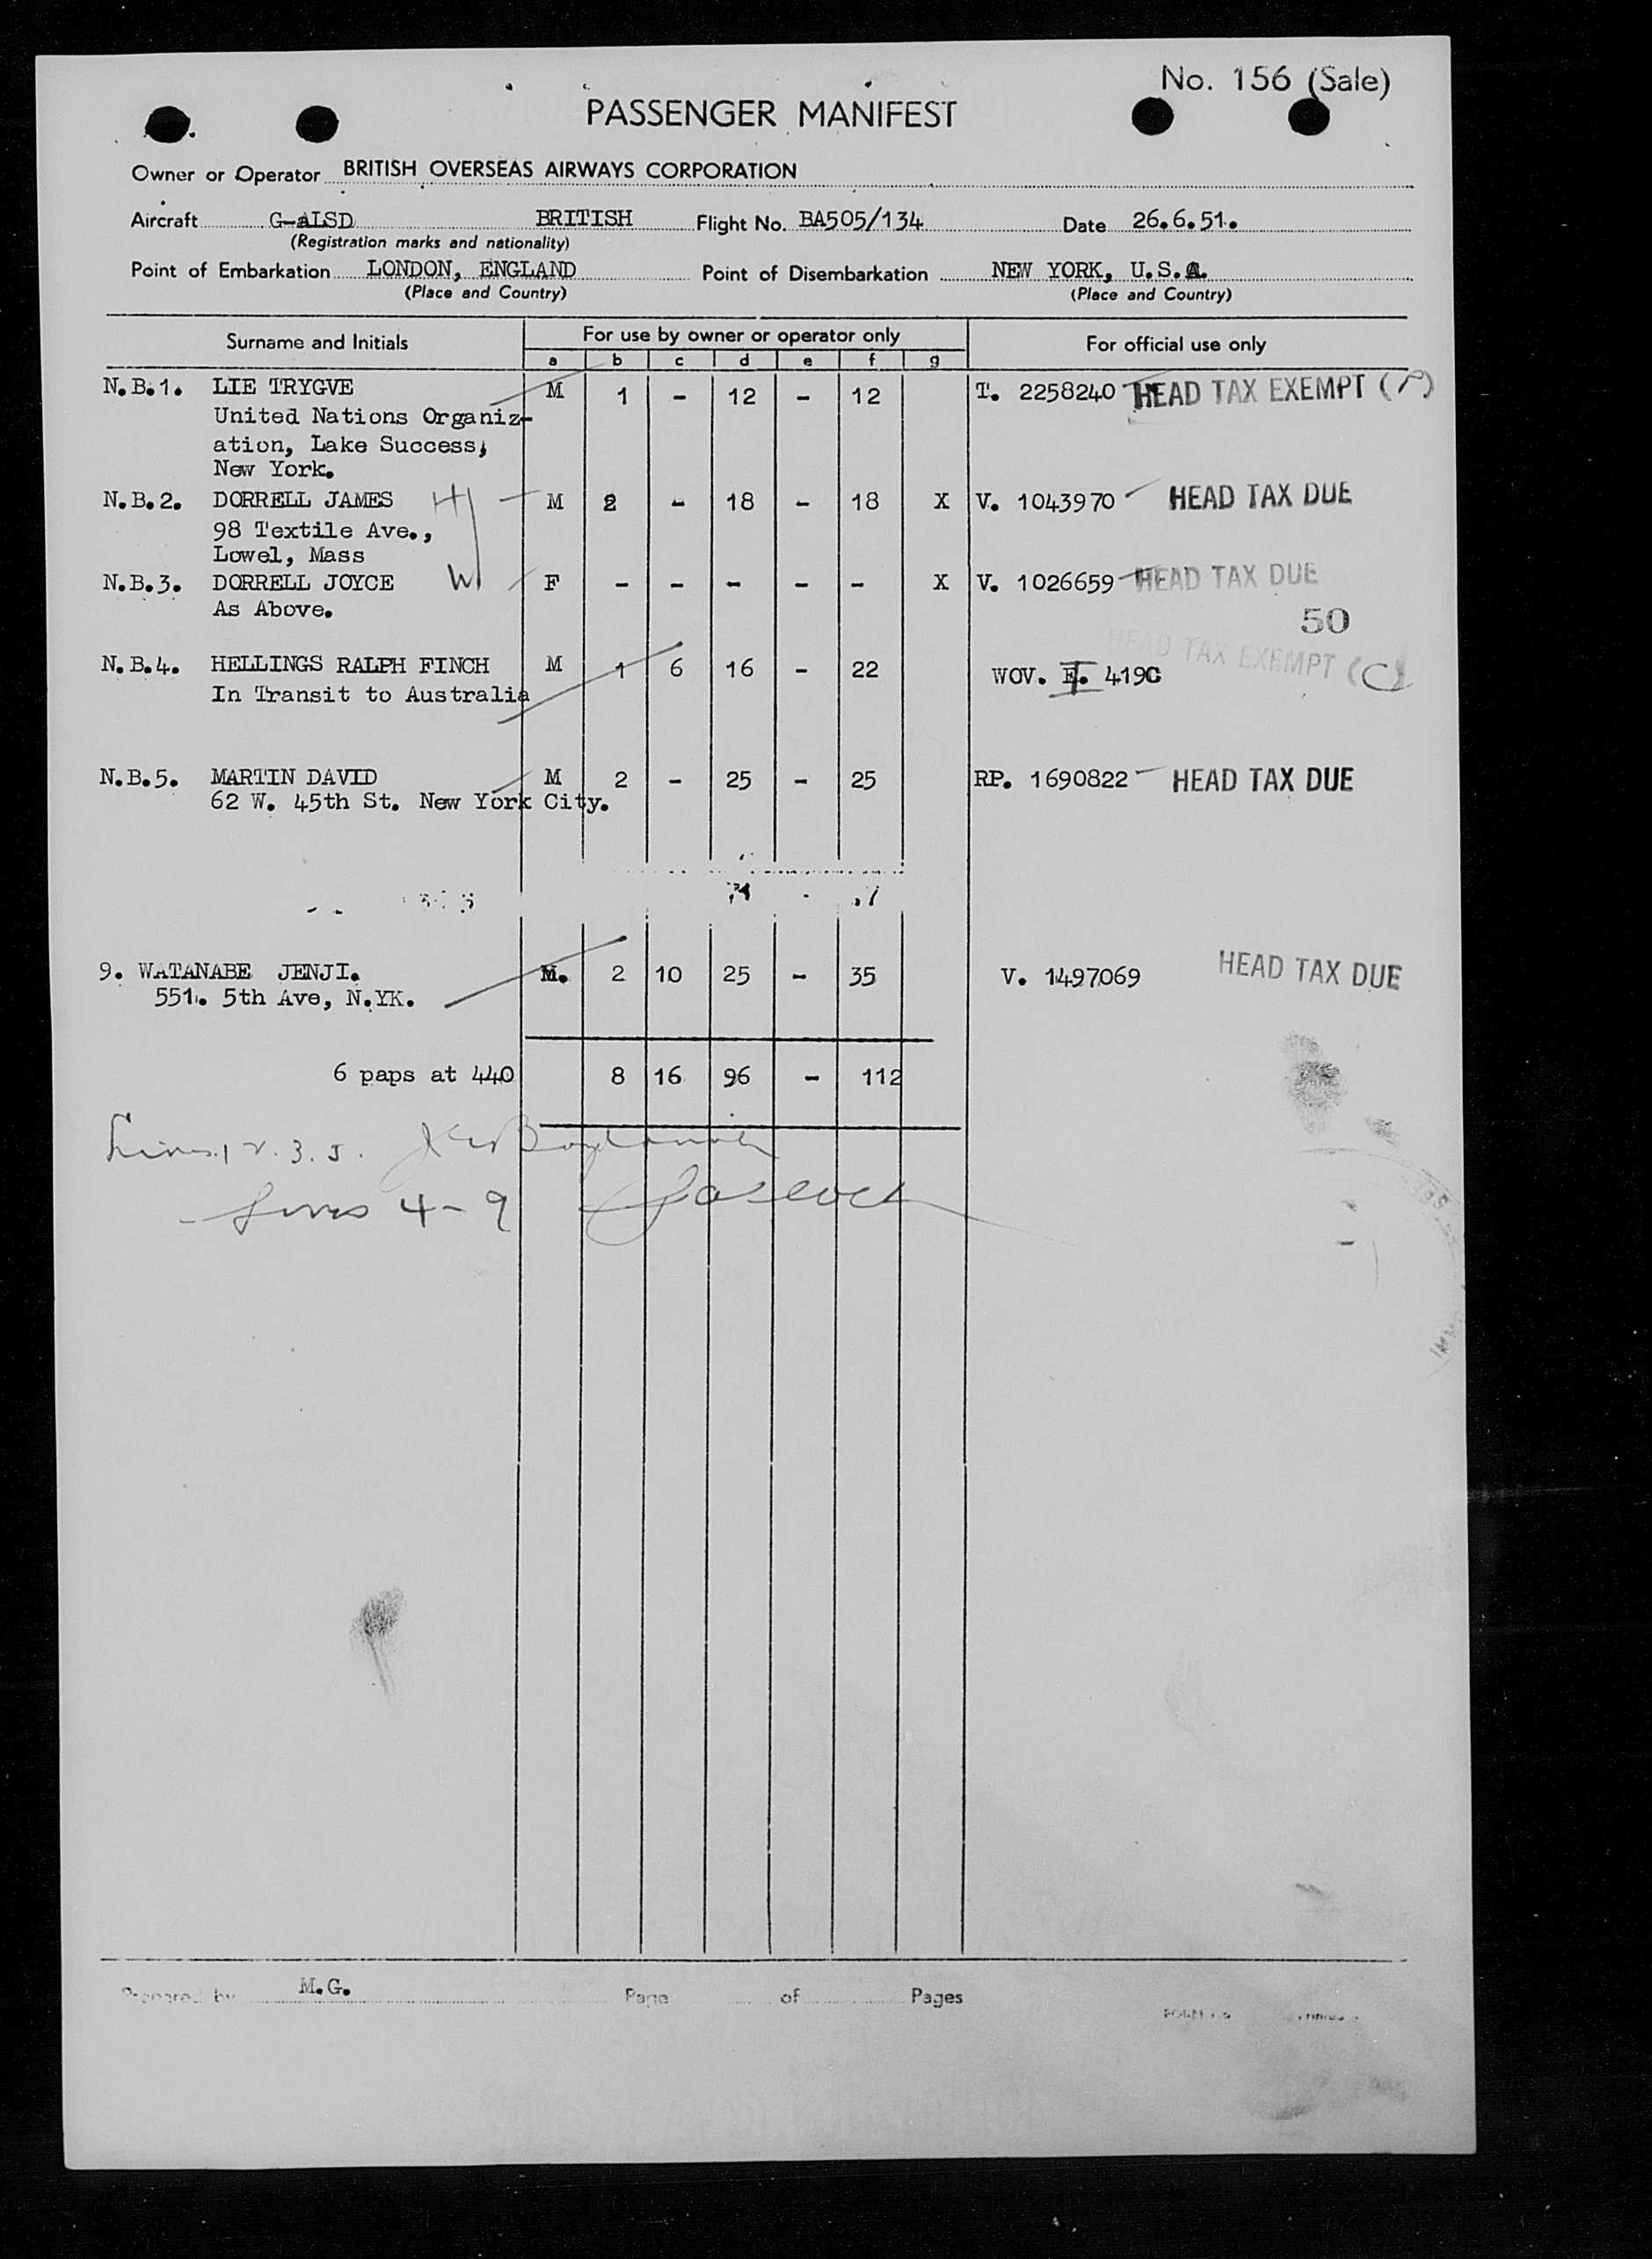 No. 156 (Sale)
PASSENGER MANIFEST
Owner or Operator BRITISH OVERSEAS AIRWAYS CORPORATION
Aircraft G-aLSD BRITISH Flight No. BA505/134 Date 26.6.51.
(Registration marks and nationality)
Point of Embarkation LONDON, ENGLAND Point of Disembarkation NEW YORK, U.S.A.
(Place and Country) (Place and Country)
Surname and Initials For use by owner or operator only For official use only
a b c d e f g
N.B.1. LIE TRYGVE M 1 - 12 - 12 T. 2258240 HEAD TAX EXEMPT (P)
United Nations Organiz-
ation, Lake Success,
New York.
N.B.2. DORRELL JAMES H M 2 - 18 - 18 X V. 1043970 HEAD TAX DUE
98 Textile Ave.,
Lowel, Mass
N.B.3. DORRELL JOYCE W F - - - - - X V. 1026659 HEAD TAX DUE
As Above.
50
HEAD TAX EXEMPT (C)
N.B.4. HELLINGS RALPH FINCH M 1 6 16 - 22 WOV. I. 419C
In Transit to Australia
N.B.5. MARTIN DAVID M 2 - 25 - 25 RP. 1690822 HEAD TAX DUE
62 W. 45th St. New York City.
9. WATANABE JENJI. M. 2 10 25 - 35 V. 1497069 HEAD TAX DUE
551. 5th Ave, N.YK.
6 paps at 440 8 16 96 - 112
Lines 1 2. 3. 5.
Lines 4-9
Prepared by M.G. Page of Pages